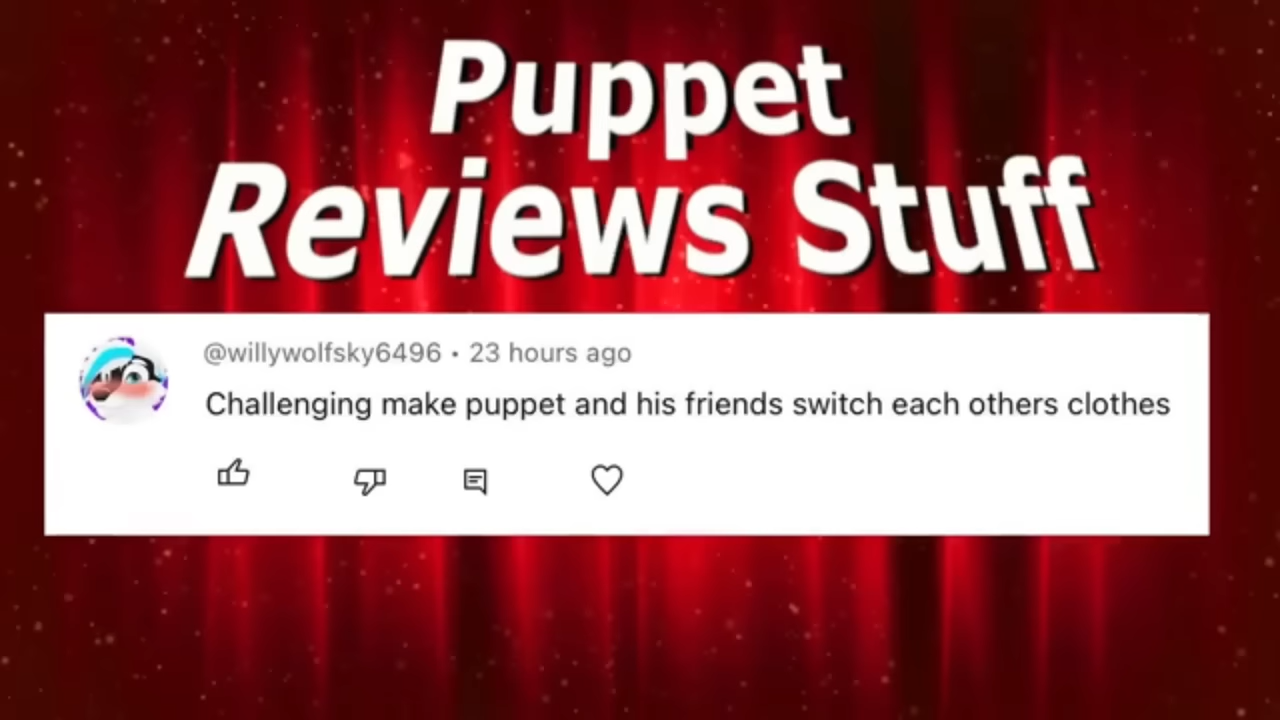 Puppet
Reviews Stuff
@willywolfsky6496 • 23 hours ago
Challenging make puppet and his friends switch each others clothes